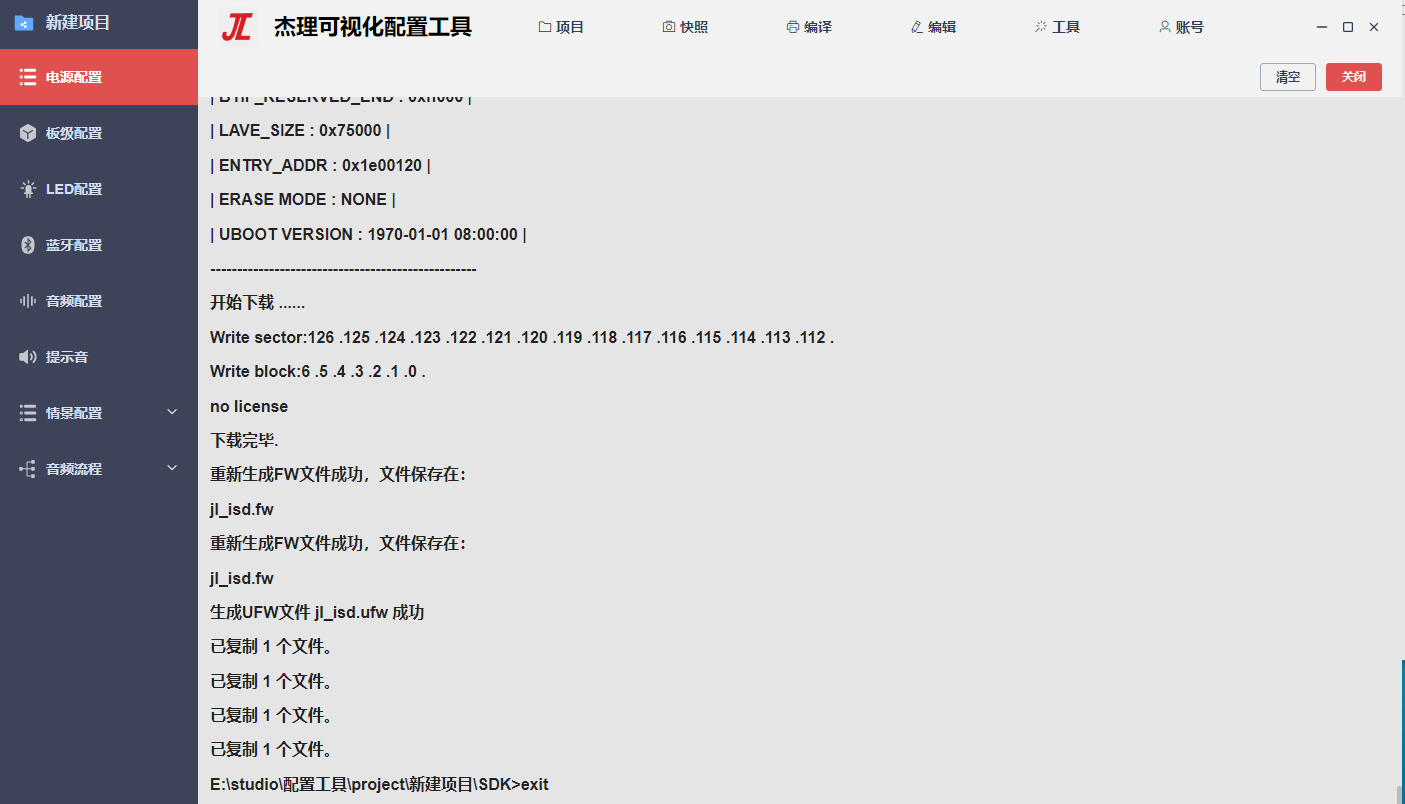 新建项目
JL 杰理可视化配置工具
项目 快照 编译 编辑 工具 账号
清空 关闭
电源配置
板级配置
LED配置
蓝牙配置
音频配置
提示音
情景配置
音频流程
| BTIF_RESERVED_END : 0xff000 |
| LAVE_SIZE : 0x75000 |
| ENTRY_ADDR : 0x1e00120 |
| ERASE MODE : NONE |
| UBOOT VERSION : 1970-01-01 08:00:00 |
--------------------------------------------------
开始下载 ......
Write sector:126 .125 .124 .123 .122 .121 .120 .119 .118 .117 .116 .115 .114 .113 .112 .
Write block:6 .5 .4 .3 .2 .1 .0 .
no license
下载完毕.
重新生成FW文件成功，文件保存在：
jl_isd.fw
重新生成FW文件成功，文件保存在：
jl_isd.fw
生成UFW文件 jl_isd.ufw 成功
已复制 1 个文件。
已复制 1 个文件。
已复制 1 个文件。
已复制 1 个文件。
E:\studio\配置工具\project\新建项目\SDK>exit